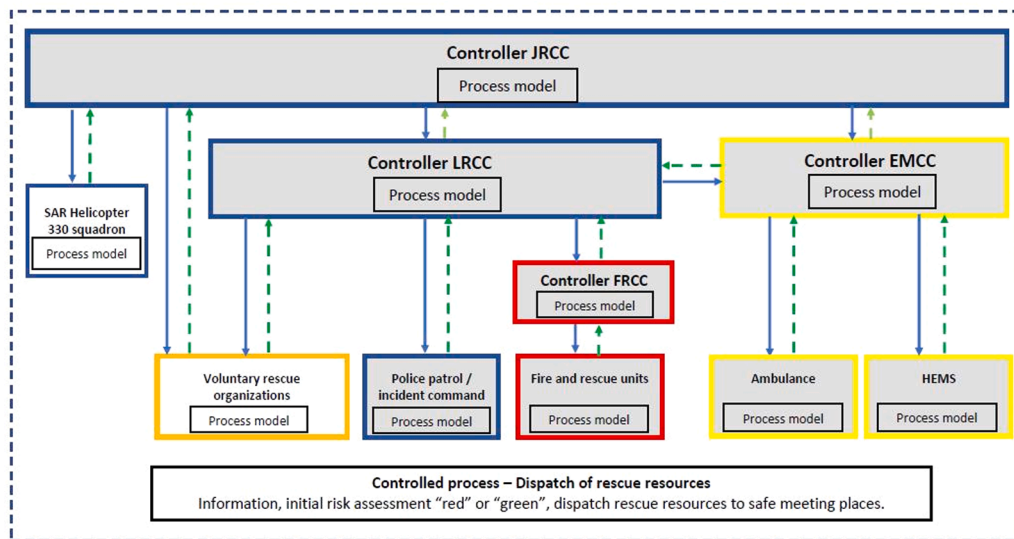 Controller JRCC
Process model
Controller LRCC
Process model
Controller EMCC
Process model
SAR Helicopter
330 squadron
Process model
Controller FRCC
Process model
Voluntary rescue
organizations
Process model
Police patrol /
incident command
Process model
Fire and rescue units
Process model
Ambulance
Process model
HEMS
Process model
Controlled process – Dispatch of rescue resources
Information, initial risk assessment “red” or “green”, dispatch rescue resources to safe meeting places.